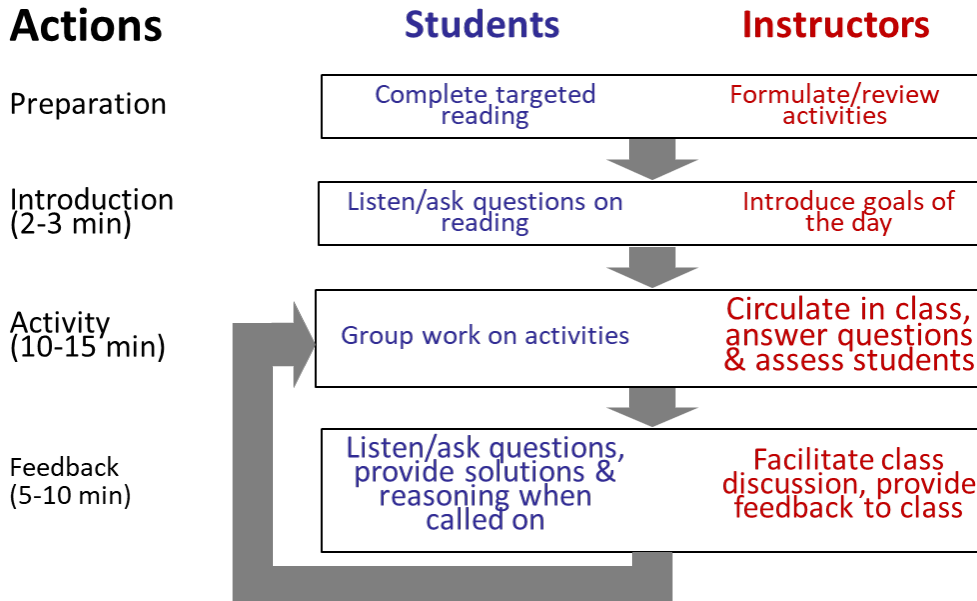 Actions
Students
Instructors
Preparation
Complete targeted
reading
Formulate/review
activities
Introduction
(2-3 min)
Listen/ask questions on
reading
Introduce goals of
the day
Activity
(10-15 min)
Group work on activities
Circulate in class,
answer questions
& assess students
Feedback
(5-10 min)
Listen/ask questions,
provide solutions &
reasoning when
called on
Facilitate class
discussion, provide
feedback to class